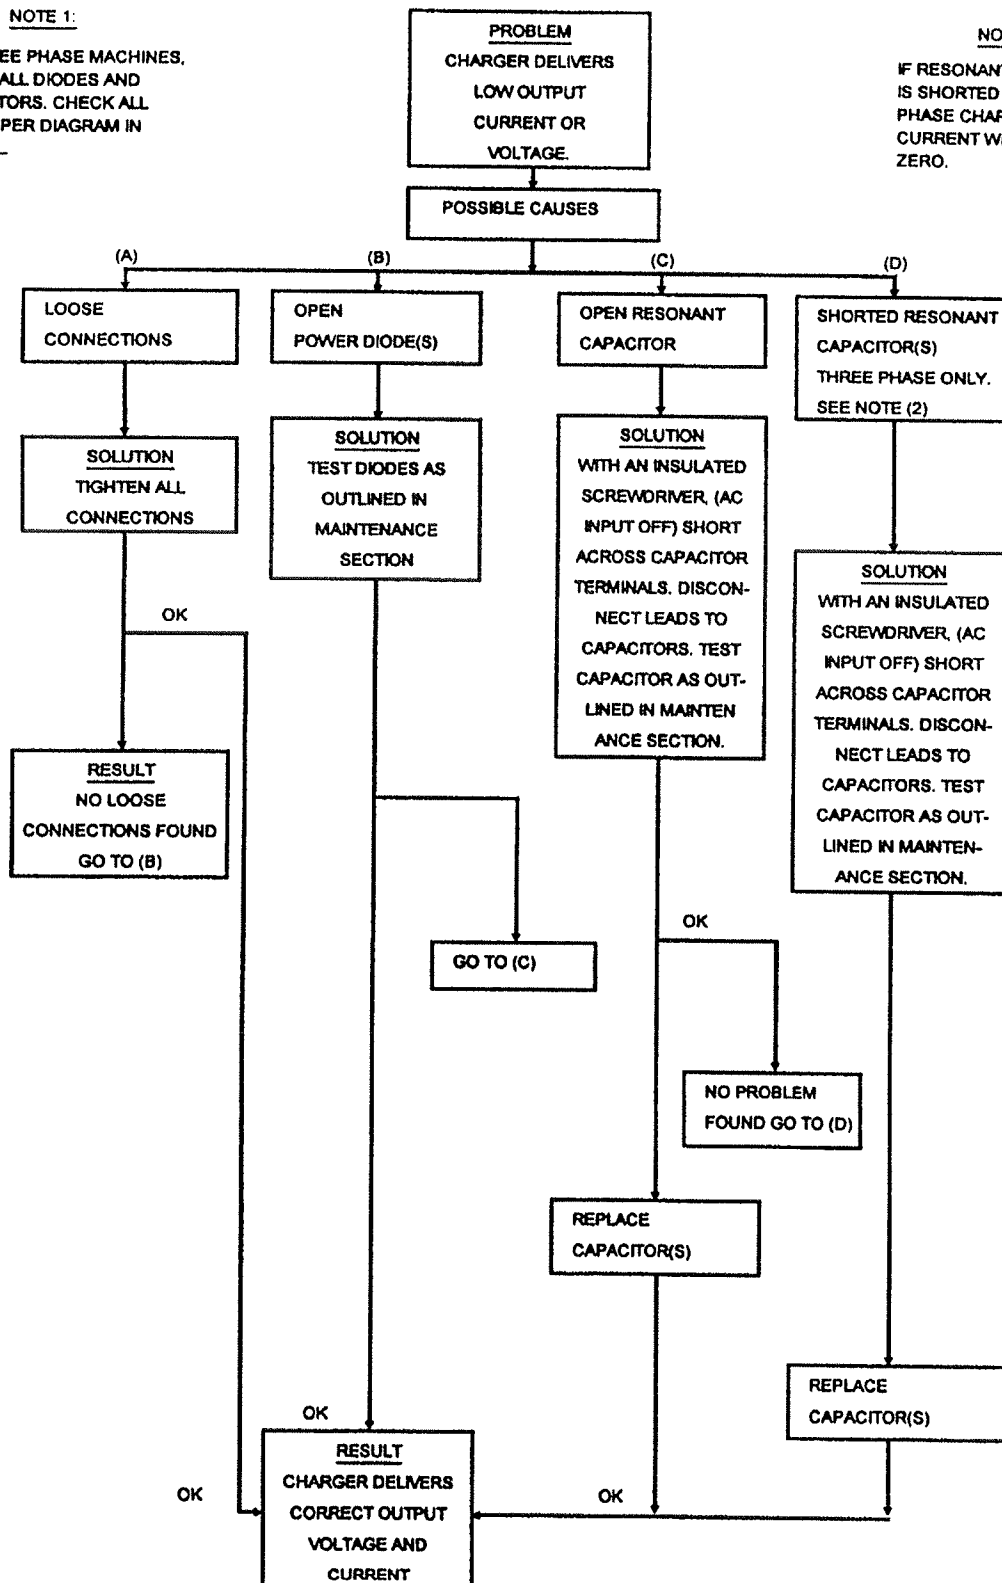 NOTE 1:
EE PHASE MACHINES,
ALL DIODES AND
TORS. CHECK ALL
PER DIAGRAM IN
PROBLEM
CHARGER DELIVERS
LOW OUTPUT
CURRENT OR
VOLTAGE.
NO
IF RESONANT
IS SHORTED
PHASE CHAR
CURRENT W
ZERO.
POSSIBLE CAUSES
(A)
(B)
(C)
(D)
LOOSE
CONNECTIONS
OPEN
POWER DIODE(S)
OPEN RESONANT
CAPACITOR
SHORTED RESONANT
CAPACITOR(S)
THREE PHASE ONLY.
SEE NOTE (2)
SOLUTION
TIGHTEN ALL
CONNECTIONS
SOLUTION
TEST DIODES AS
OUTLINED IN
MAINTENANCE
SECTION
SOLUTION
WITH AN INSULATED
SCREWDRIVER, (AC
INPUT OFF) SHORT
ACROSS CAPACITOR
TERMINALS. DISCON-
NECT LEADS TO
CAPACITORS. TEST
CAPACITOR AS OUT-
LINED IN MAINTEN
ANCE SECTION.
SOLUTION
WITH AN INSULATED
SCREWDRIVER, (AC
INPUT OFF) SHORT
ACROSS CAPACITOR
TERMINALS. DISCON-
NECT LEADS TO
CAPACITORS. TEST
CAPACITOR AS OUT-
LINED IN MAINTEN-
ANCE SECTION.
OK
RESULT
NO LOOSE
CONNECTIONS FOUND
GO TO (B)
GO TO (C)
OK
NO PROBLEM
FOUND GO TO (D)
REPLACE
CAPACITOR(S)
REPLACE
CAPACITOR(S)
OK
RESULT
CHARGER DELIVERS
CORRECT OUTPUT
VOLTAGE AND
CURRENT
OK
OK